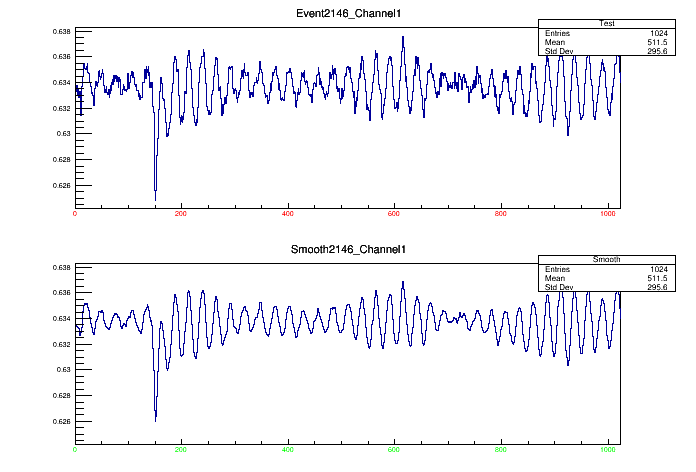 Event2146_Channel1
Test
Entries 1024
Mean 511.5
Std Dev 295.6
0.638
0.636
0.634
0.632
0.63
0.628
0.626
0 200 400 600 800 1000
Smooth2146_Channel1
Smooth
Entries 1024
Mean 511.5
Std Dev 295.6
0.638
0.636
0.634
0.632
0.63
0.628
0.626
0 200 400 600 800 1000